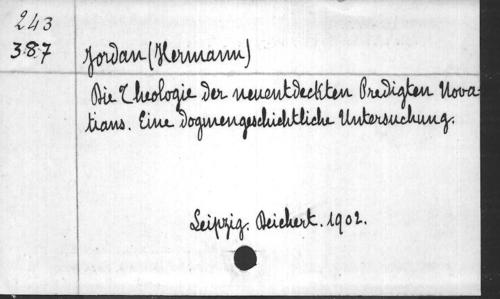 243
387
Jordan (Hermann)
Die Theologie der neuentdeckten Predigten Nova-
tians. Eine dogmengeschichtliche Untersuchung.
Leipzig. Deichert. 1902.